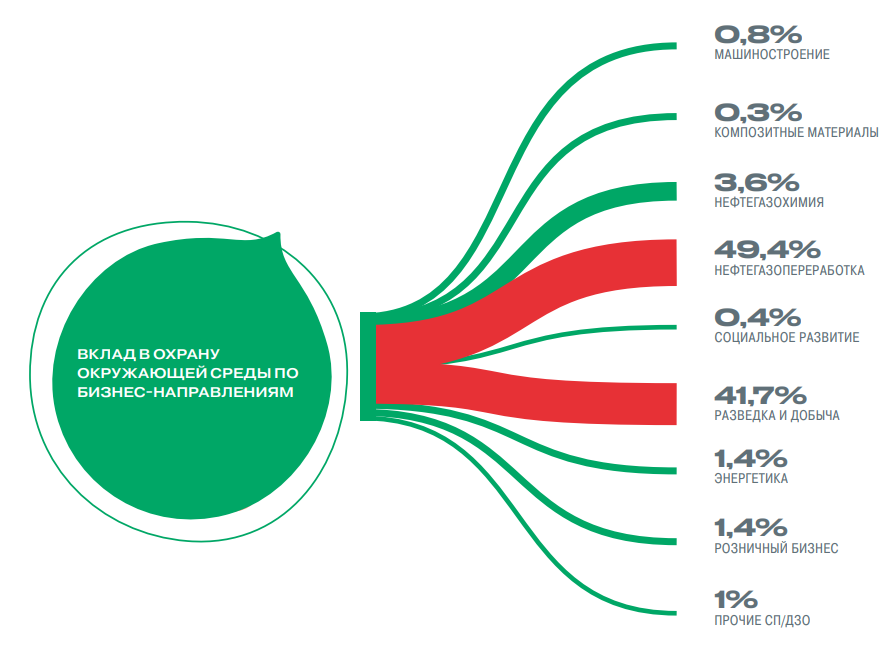 0,8%
МАШИНОСТРОЕНИЕ
0,3%
КОМПОЗИТНЫЕ МАТЕРИАЛЫ
3,6%
НЕФТЕГАЗОХИМИЯ
49,4%
НЕФТЕГАЗОПЕРЕРАБОТКА
0,4%
СОЦИАЛЬНОЕ РАЗВИТИЕ
41,7%
РАЗВЕДКА И ДОБЫЧА
1,4%
ЭНЕРГЕТИКА
1,4%
РОЗНИЧНЫЙ БИЗНЕС
1%
ПРОЧИЕ СП/ДЗО
ВКЛАД В ОХРАНУ
ОКРУЖАЮЩЕЙ СРЕДЫ ПО
БИЗНЕС-НАПРАВЛЕНИЯМ